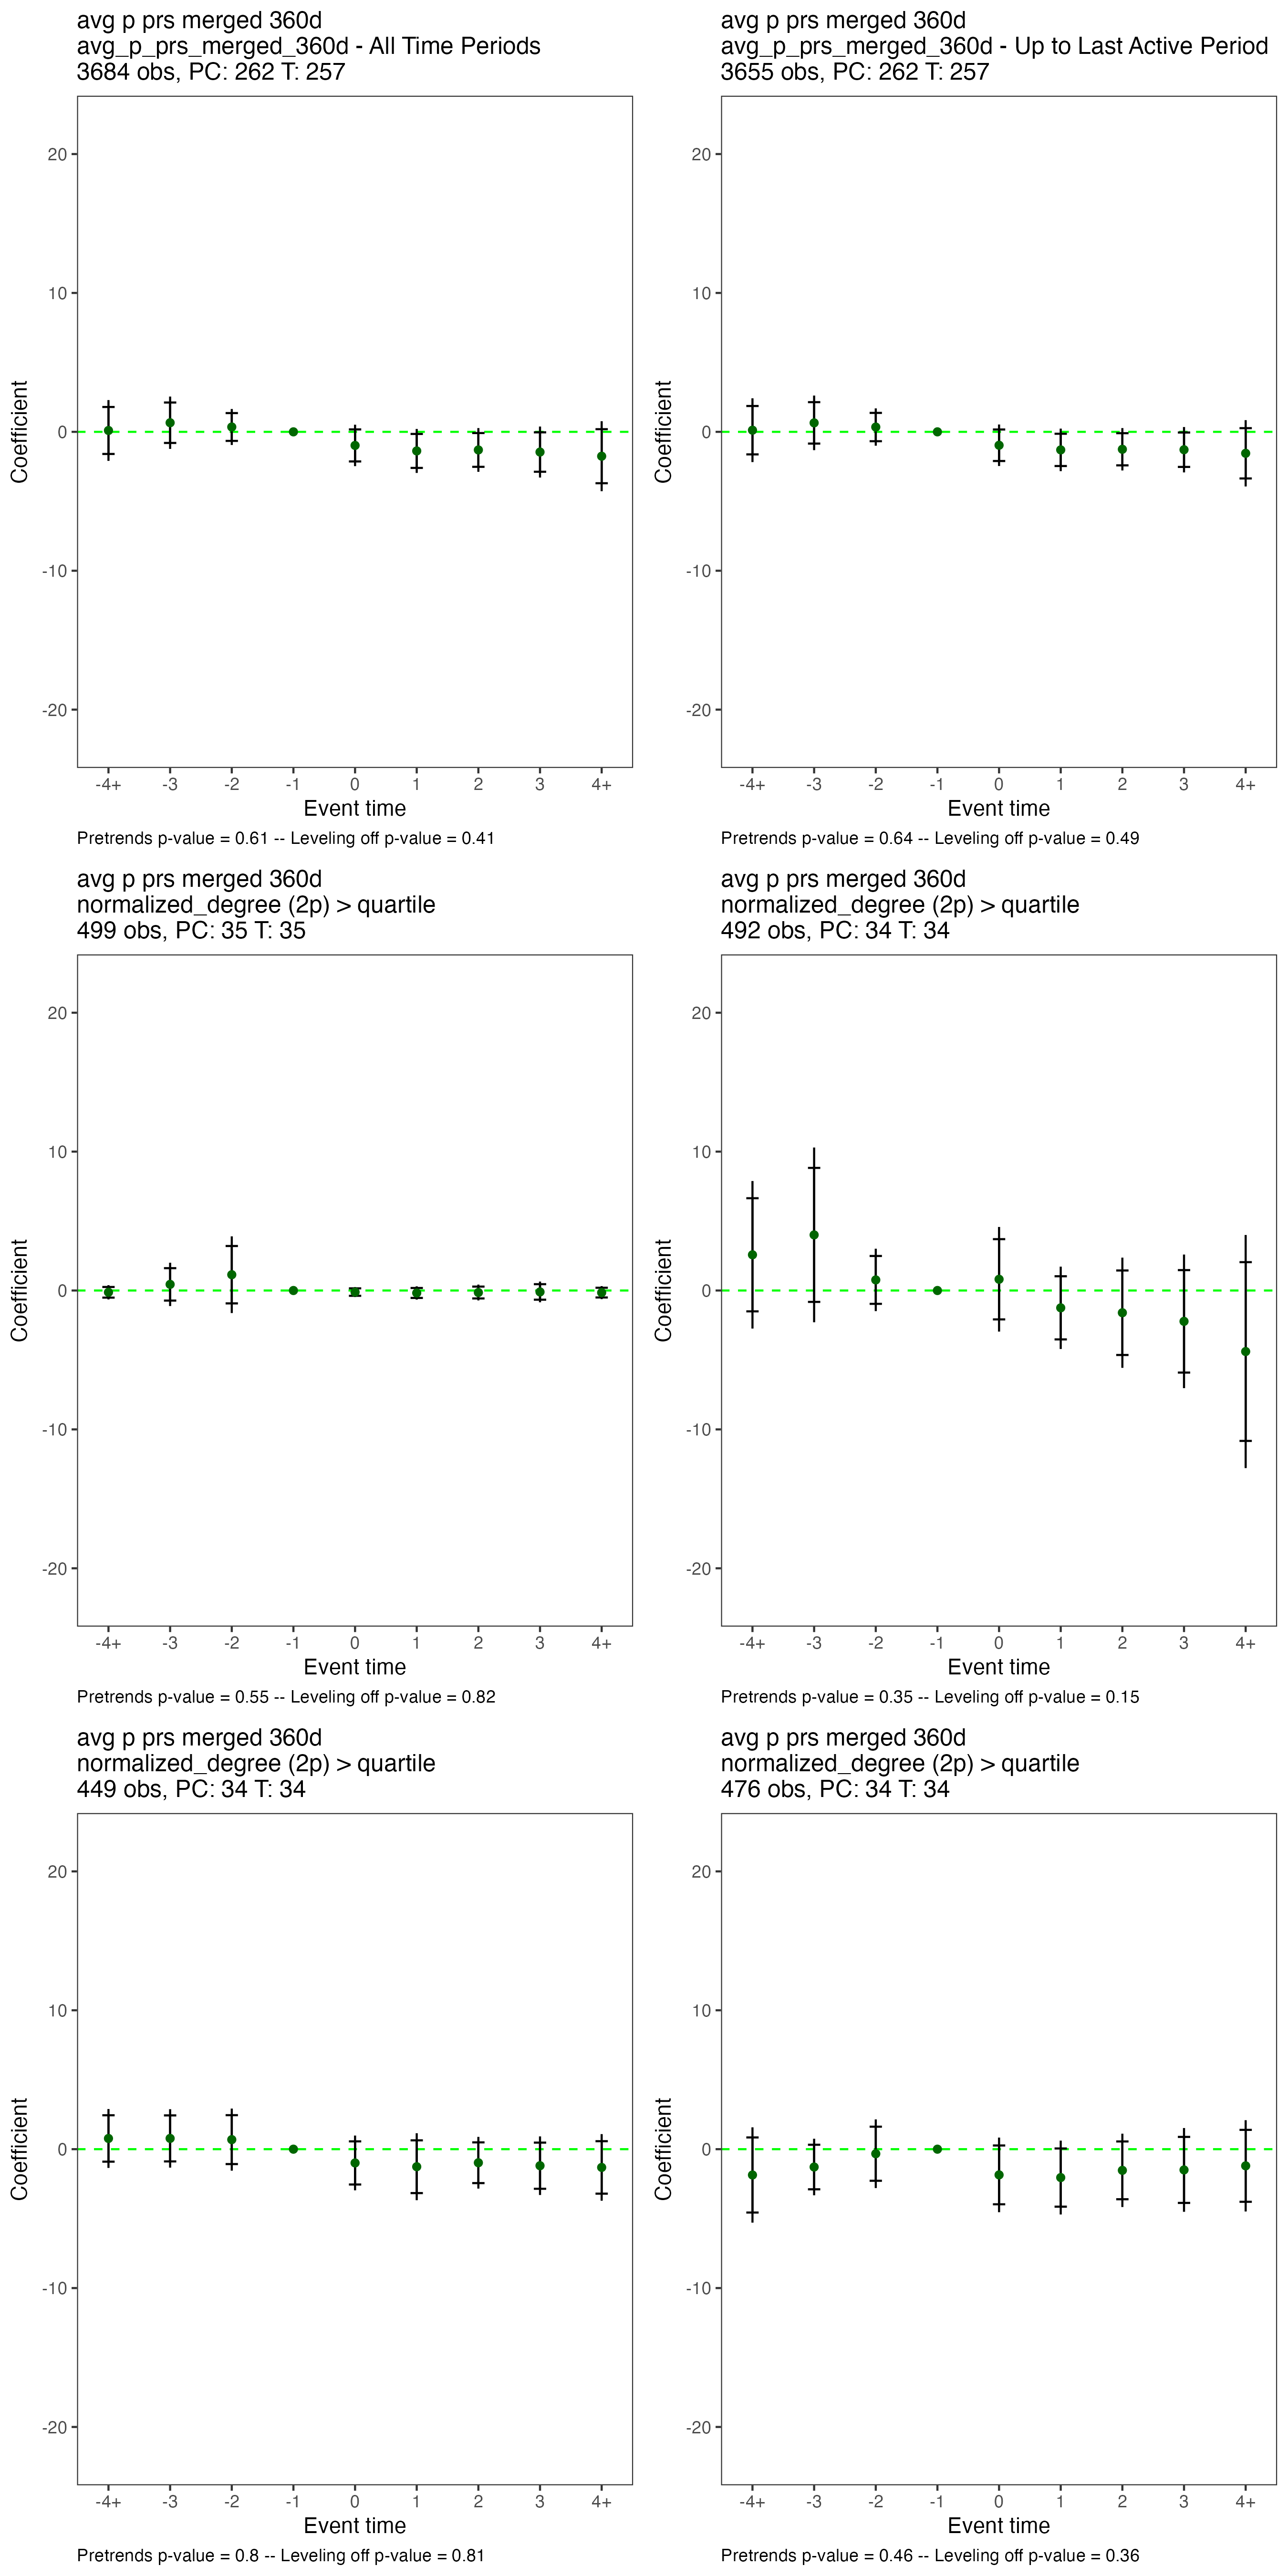 avg p prs merged 360d
avg_p_prs_merged_360d - All Time Periods
3684 obs, PC: 262 T: 257
Coefficient
20
10
0
-10
-20
-4+ -3 -2 -1 0 1 2 3 4+
Event time
Pretrends p-value = 0.61 -- Leveling off p-value = 0.41
avg p prs merged 360d
avg_p_prs_merged_360d - Up to Last Active Period
3655 obs, PC: 262 T: 257
Coefficient
20
10
0
-10
-20
-4+ -3 -2 -1 0 1 2 3 4+
Event time
Pretrends p-value = 0.64 -- Leveling off p-value = 0.49
avg p prs merged 360d
normalized_degree (2p) > quartile
499 obs, PC: 35 T: 35
Coefficient
20
10
0
-10
-20
-4+ -3 -2 -1 0 1 2 3 4+
Event time
Pretrends p-value = 0.55 -- Leveling off p-value = 0.82
avg p prs merged 360d
normalized_degree (2p) > quartile
492 obs, PC: 34 T: 34
Coefficient
20
10
0
-10
-20
-4+ -3 -2 -1 0 1 2 3 4+
Event time
Pretrends p-value = 0.35 -- Leveling off p-value = 0.15
avg p prs merged 360d
normalized_degree (2p) > quartile
449 obs, PC: 34 T: 34
Coefficient
20
10
0
-10
-20
-4+ -3 -2 -1 0 1 2 3 4+
Event time
Pretrends p-value = 0.8 -- Leveling off p-value = 0.81
avg p prs merged 360d
normalized_degree (2p) > quartile
476 obs, PC: 34 T: 34
Coefficient
20
10
0
-10
-20
-4+ -3 -2 -1 0 1 2 3 4+
Event time
Pretrends p-value = 0.46 -- Leveling off p-value = 0.36